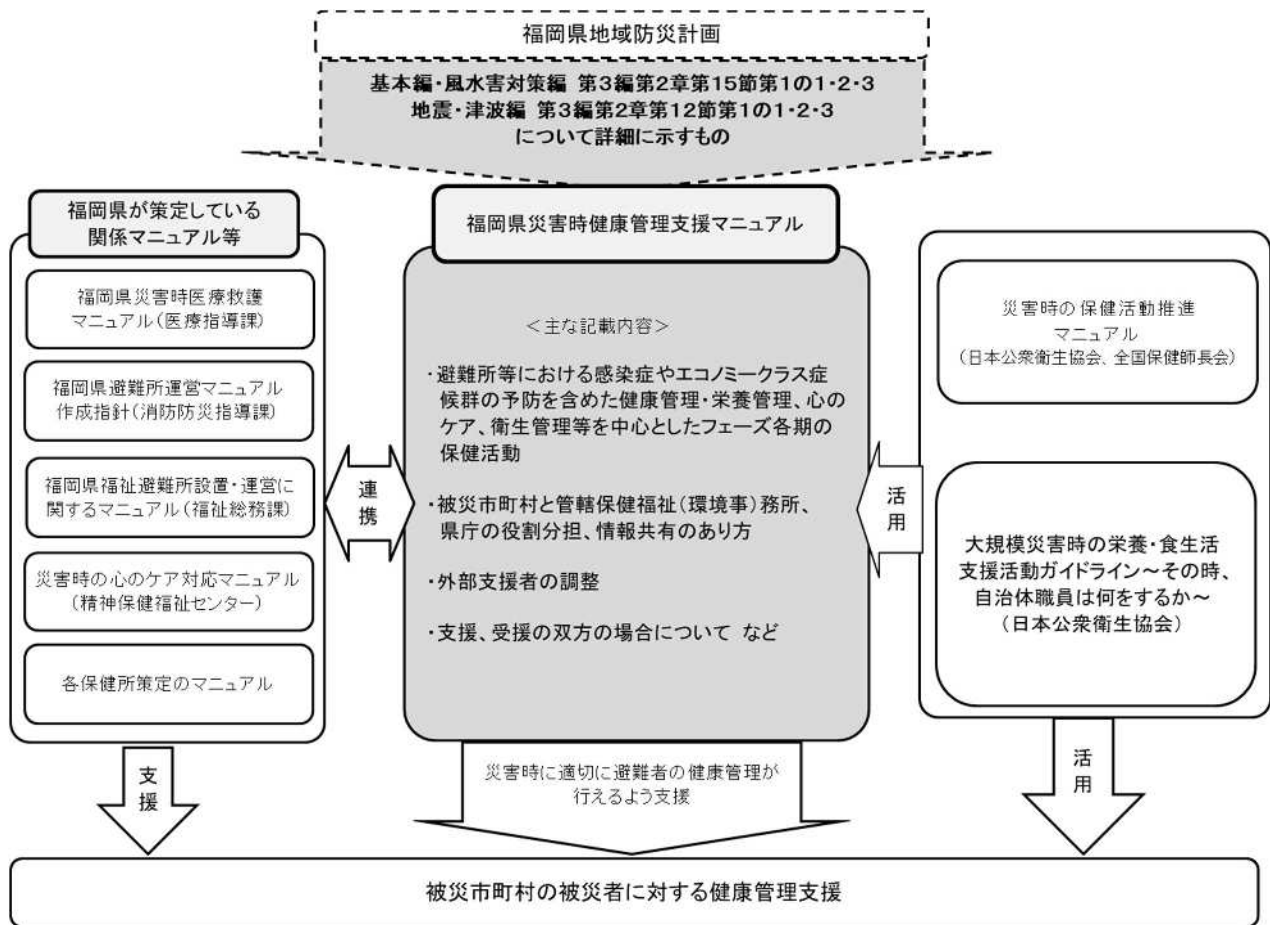 福岡県地域防災計画
基本編・風水害対策編 第3編第2章第15節第1の1・2・3
地震・津波編 第3編第2章第12節第1の1・2・3
について詳細に示すもの
福岡県が策定している
関係マニュアル等
福岡県災害時医療救護
マニュアル(医療指導課)
福岡県避難所運営マニュアル
作成指針(消防防災指導課)
福岡県福祉避難所設置・運営に
関するマニュアル(福祉総務課)
災害時の心のケア対応マニュアル
(精神保健福祉センター)
各保健所策定のマニュアル
連携
福岡県災害時健康管理支援マニュアル
<主な記載内容>
・避難所等における感染症やエコノミークラス症
候群の予防を含めた健康管理・栄養管理、心の
ケア、衛生管理等を中心としたフェーズ各期の
保健活動
・被災市町村と管轄保健福祉(環境事)務所、
県庁の役割分担、情報共有のあり方
・外部支援者の調整
・支援、受援の双方の場合について など
活用
災害時の保健活動推進
マニュアル
(日本公衆衛生協会、全国保健師長会)
大規模災害時の栄養・食生活
支援活動ガイドライン~その時、
自治体職員は何をするか~
(日本公衆衛生協会)
支援
災害時に適切に避難者の健康管理が
行えるよう支援
活用
被災市町村の被災者に対する健康管理支援